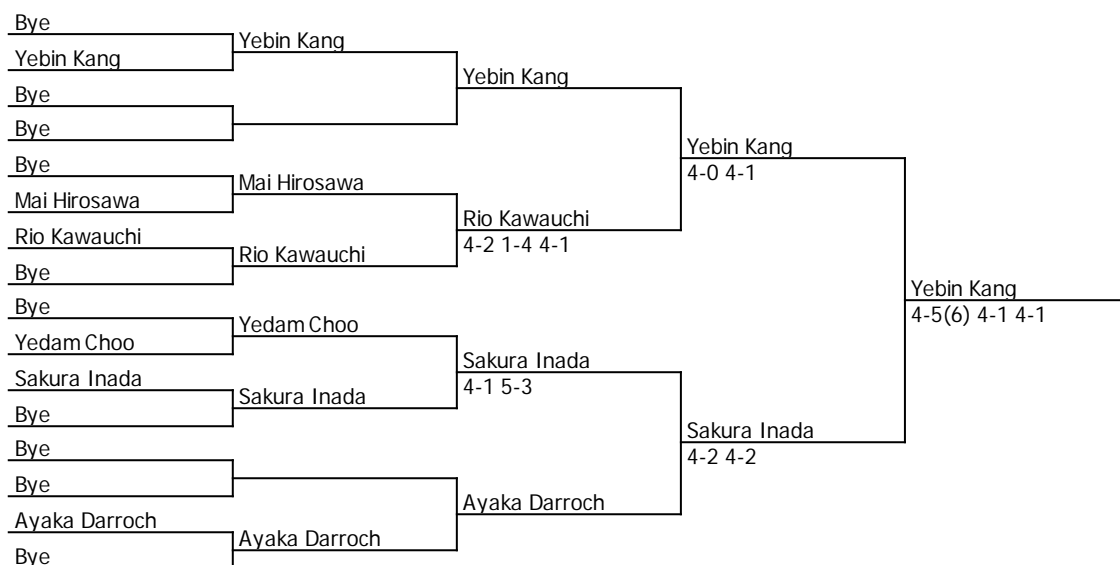 Bye
Yebin Kang
Bye
Bye
Bye
Mai Hirosawa
Rio Kawauchi
Bye
Bye
Yedam Choo
Sakura Inada
Bye
Bye
Bye
Ayaka Darroch
Bye
Yebin Kang
Mai Hirosawa
Rio Kawauchi
Yedam Choo
Sakura Inada
Ayaka Darroch
Yebin Kang
Rio Kawauchi
4-2 1-4 4-1
Sakura Inada
4-1 5-3
Ayaka Darroch
Yebin Kang
4-0 4-1
Sakura Inada
4-2 4-2
Yebin Kang
4-5(6) 4-1 4-1